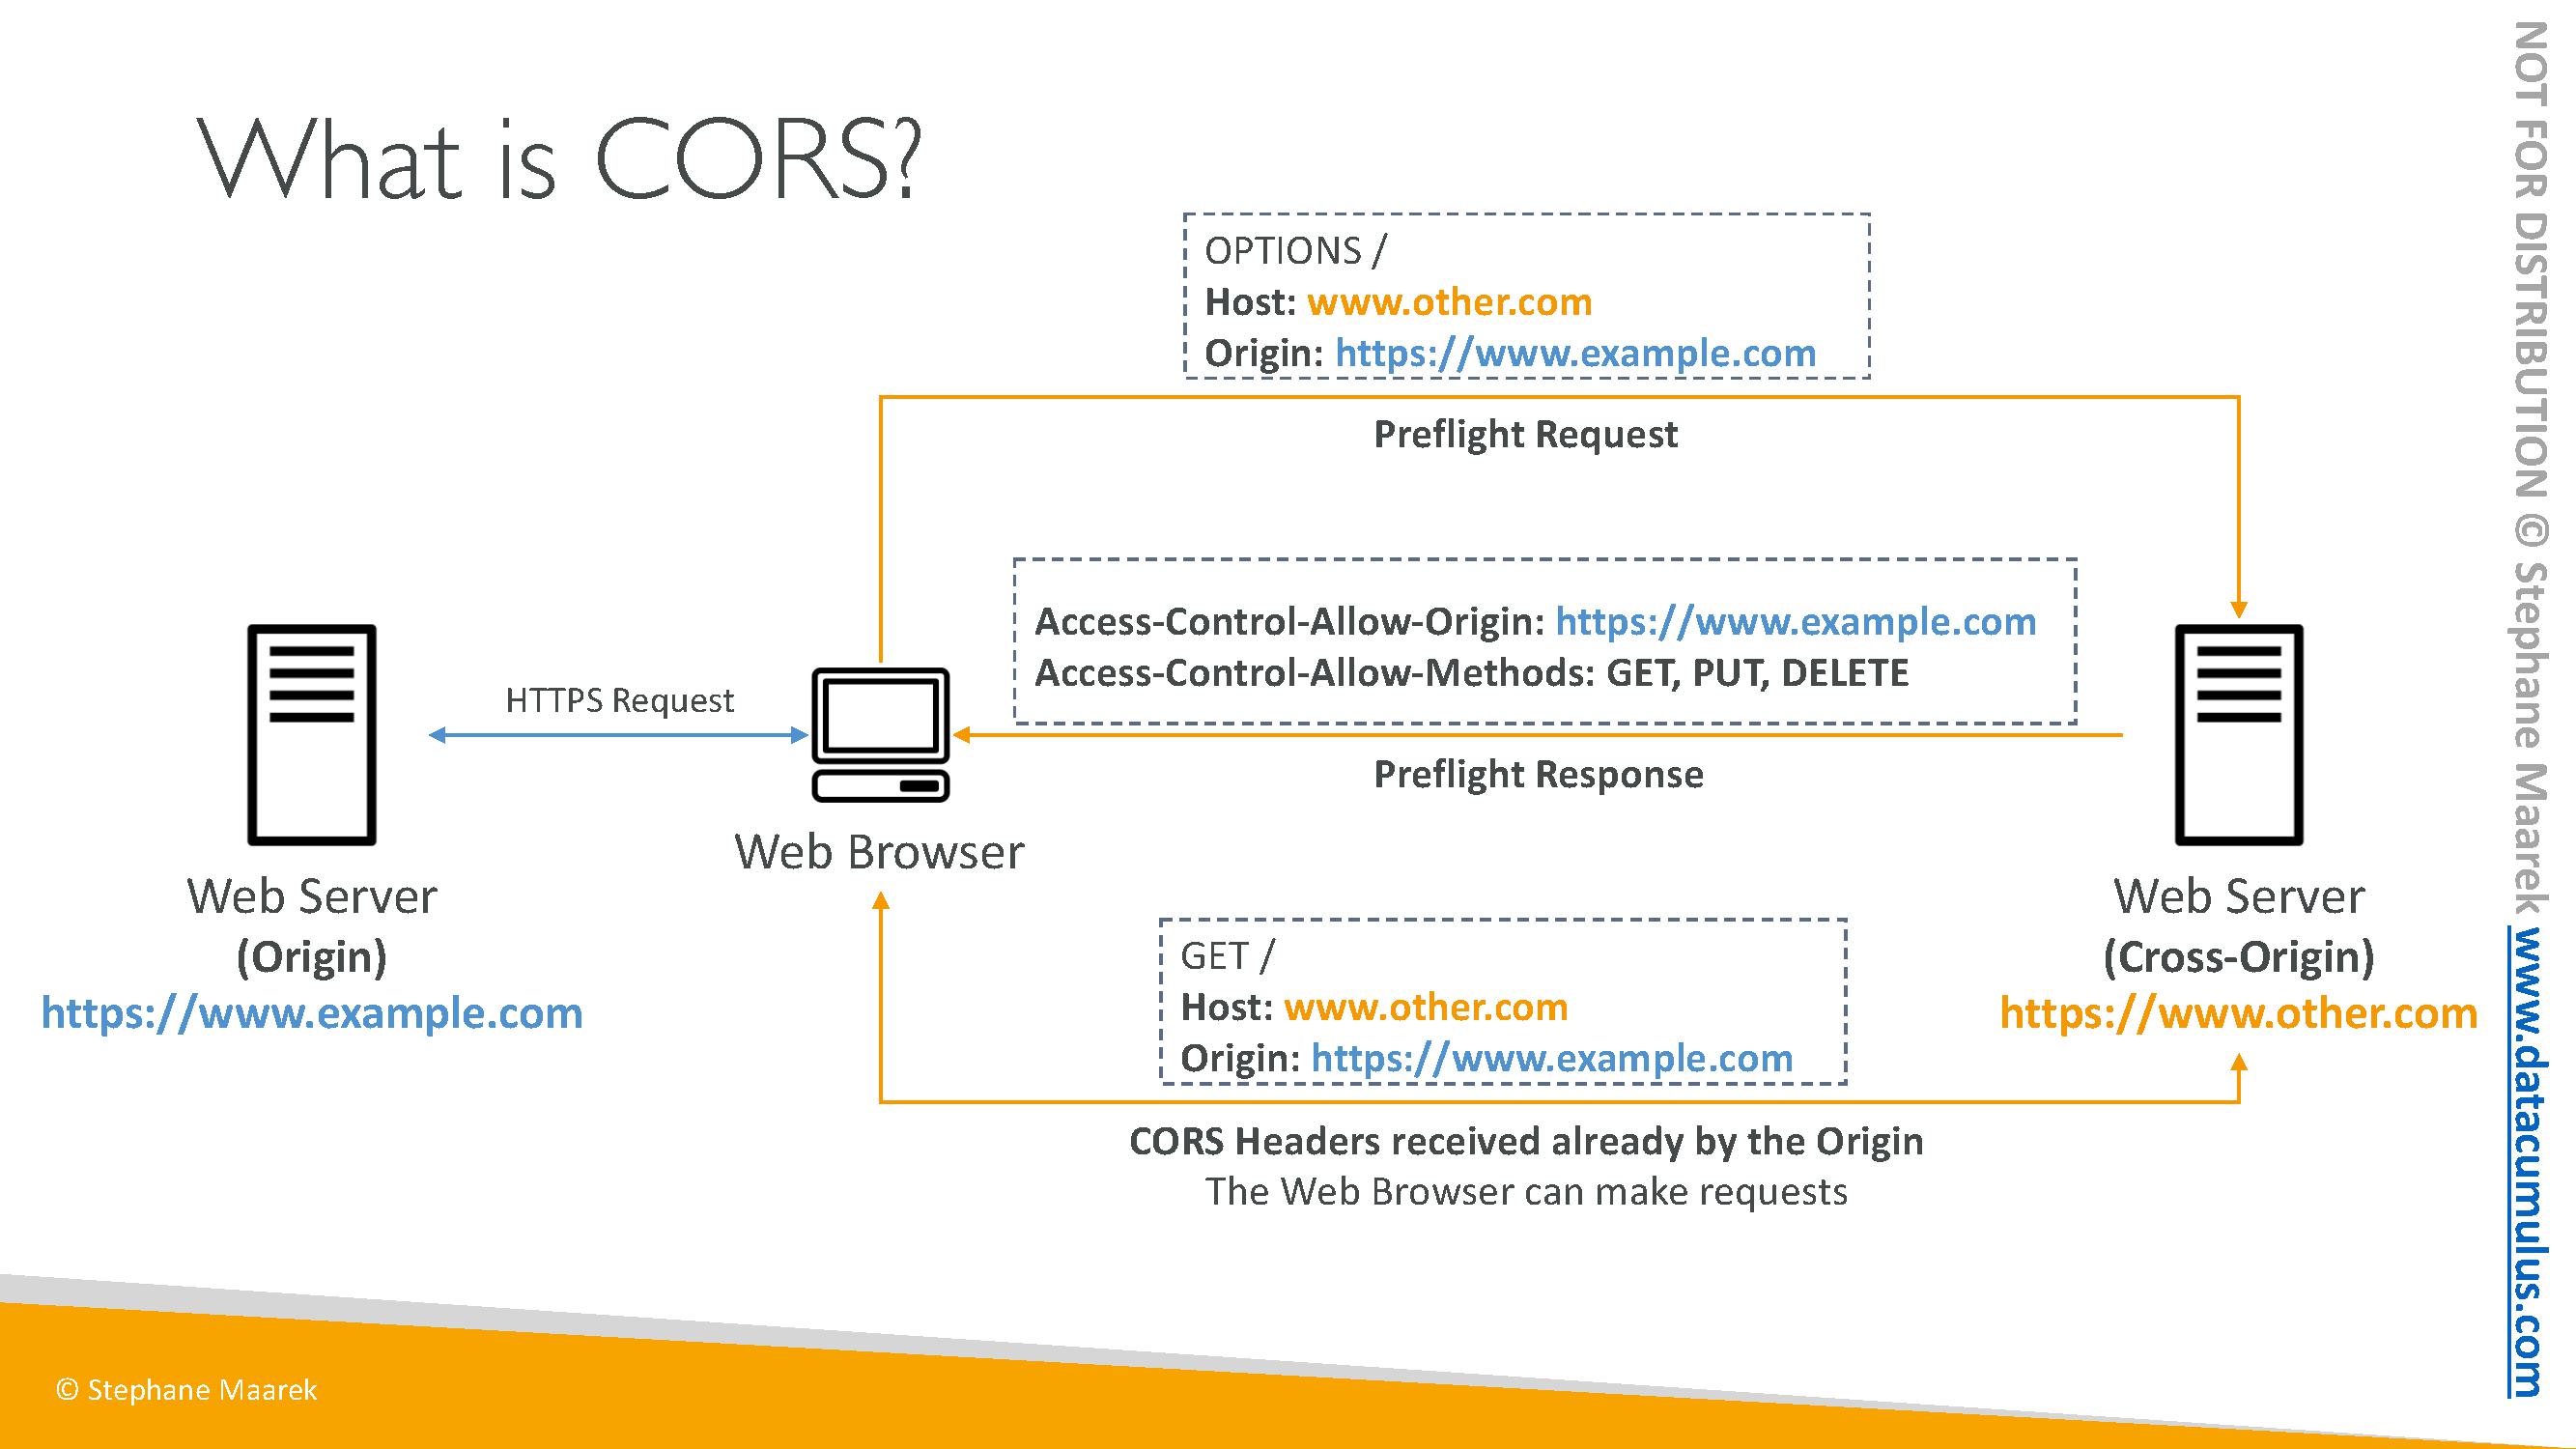 What is CORS?
OPTIONS /
Host: www.other.com
Origin: https://www.example.com
Preflight Request
Access-Control-Allow-Origin: https://www.example.com
Access-Control-Allow-Methods: GET, PUT, DELETE
HTTPS Request
Preflight Response
Web Browser
Web Server
(Origin)
https://www.example.com
Web Server
(Cross-Origin)
https://www.other.com
GET /
Host: www.other.com
Origin: https://www.example.com
CORS Headers received already by the Origin
The Web Browser can make requests
© Stephane Maarek
NOT FOR DISTRIBUTION © Stephane Maarek www.datacumulus.com